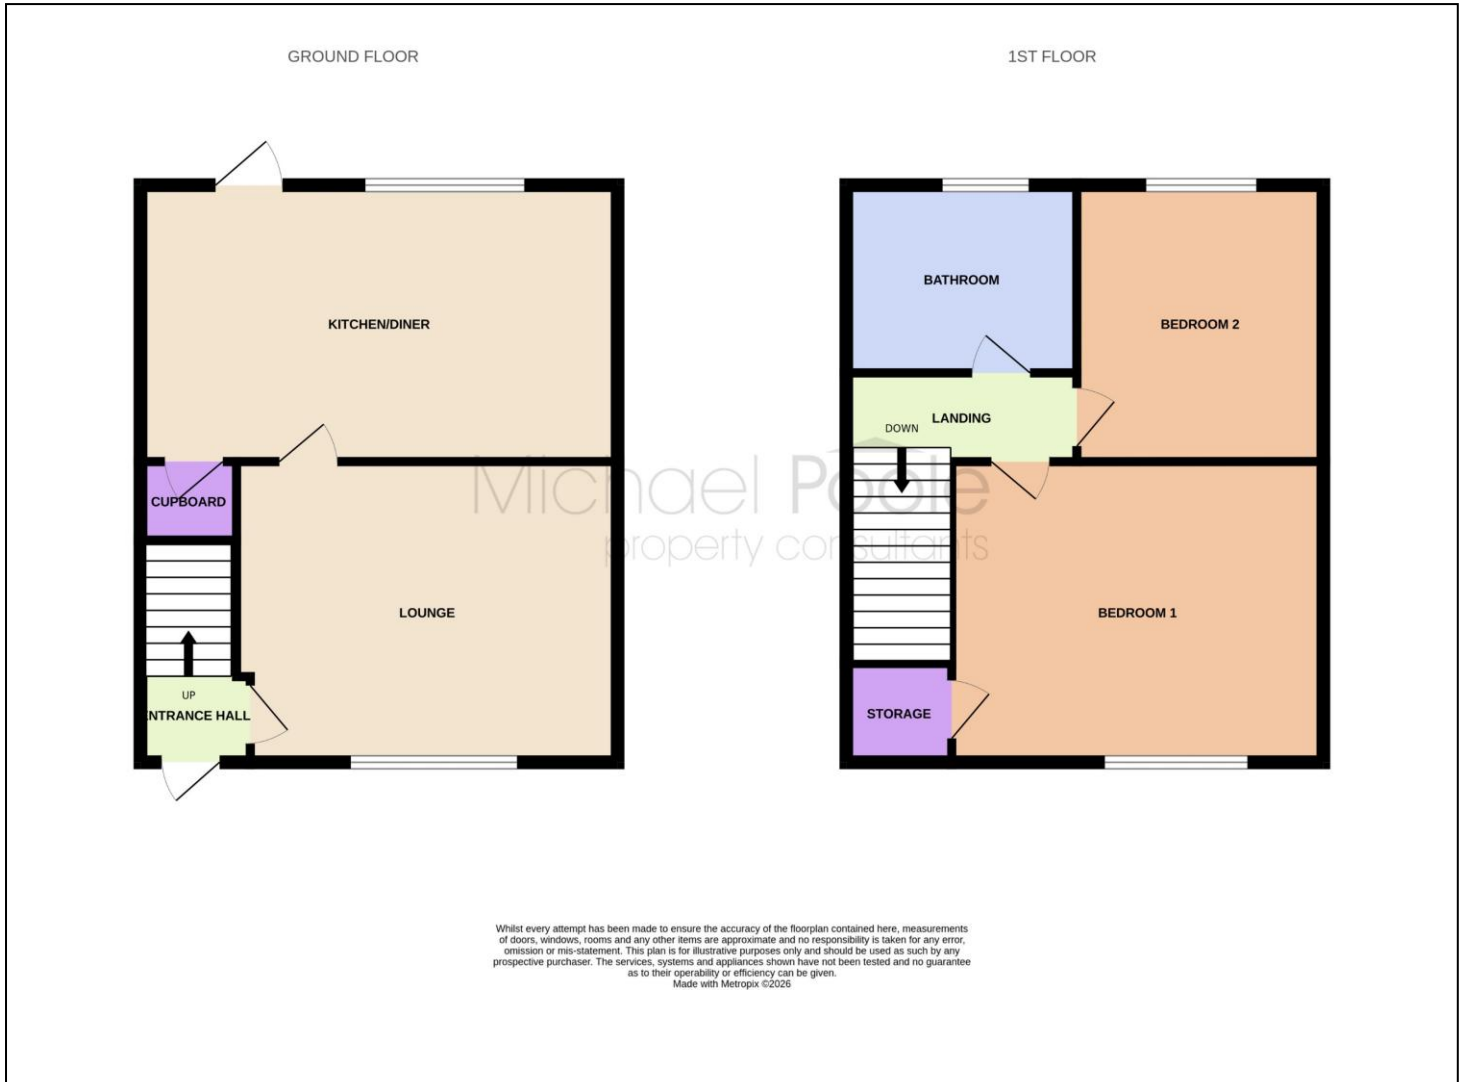 GROUND FLOOR
1ST FLOOR
KITCHEN/DINER
CUPBOARD
LOUNGE
UP
ENTRANCE HALL
BATHROOM
BEDROOM 2
LANDING
DOWN
BEDROOM 1
STORAGE
Michael Poole
property consultants
Whilst every attempt has been made to ensure the accuracy of the floorplan contained here, measurements
of doors, windows, rooms and any other items are approximate and no responsibility is taken for any error,
omission or mis-statement. This plan is for illustrative purposes only and should be used as such by any
prospective purchaser. The services, systems and appliances shown have not been tested and no guarantee
as to their operability or efficiency can be given.
Made with Metropix ©2026